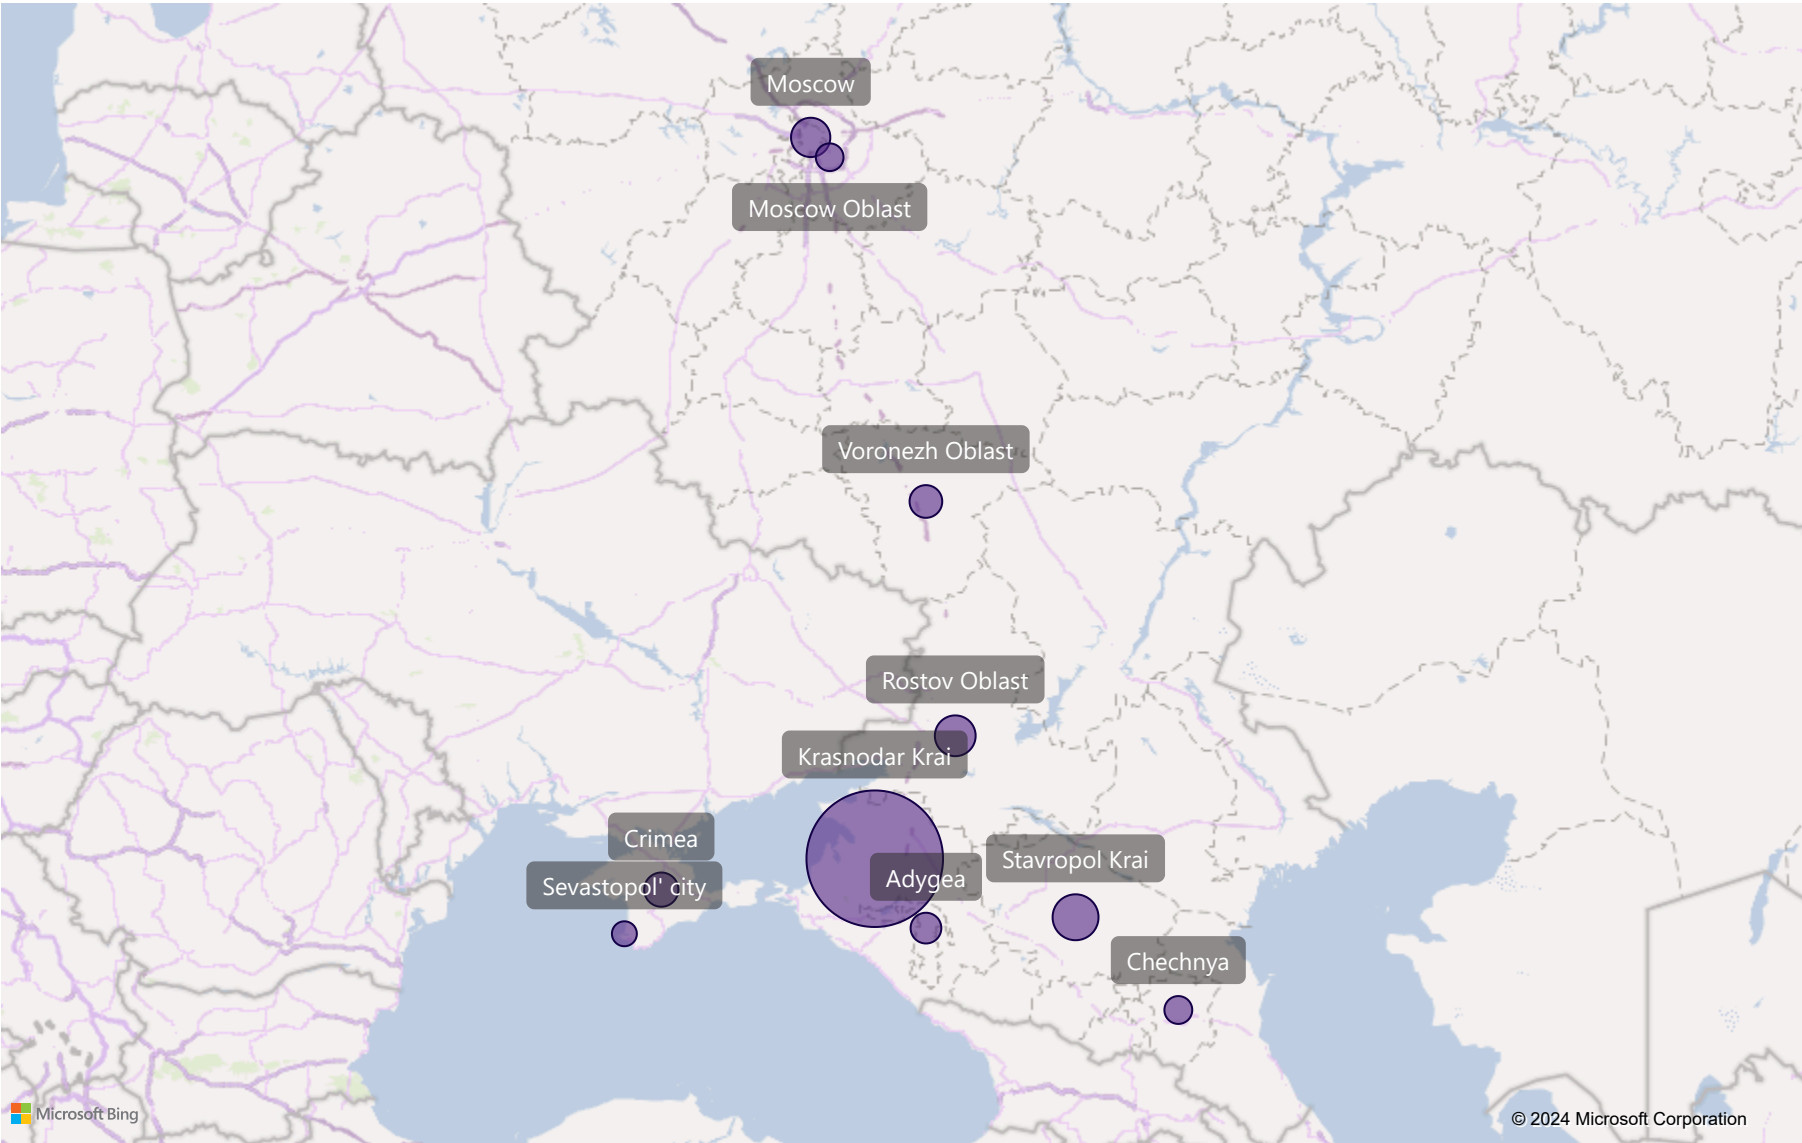 Moscow
Moscow Oblast
Voronezh Oblast
Rostov Oblast
Krasnodar Krai
Crimea
Stavropol Krai
Adygea
Sevastopol' city
Chechnya
Microsoft Bing
© 2024 Microsoft Corporation